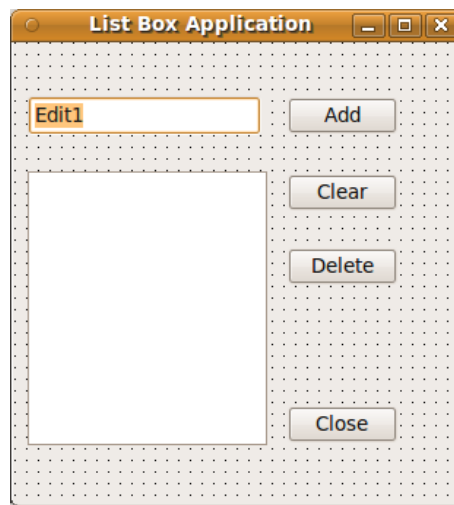 List Box Application
Edit1
Add
Clear
Delete
Close